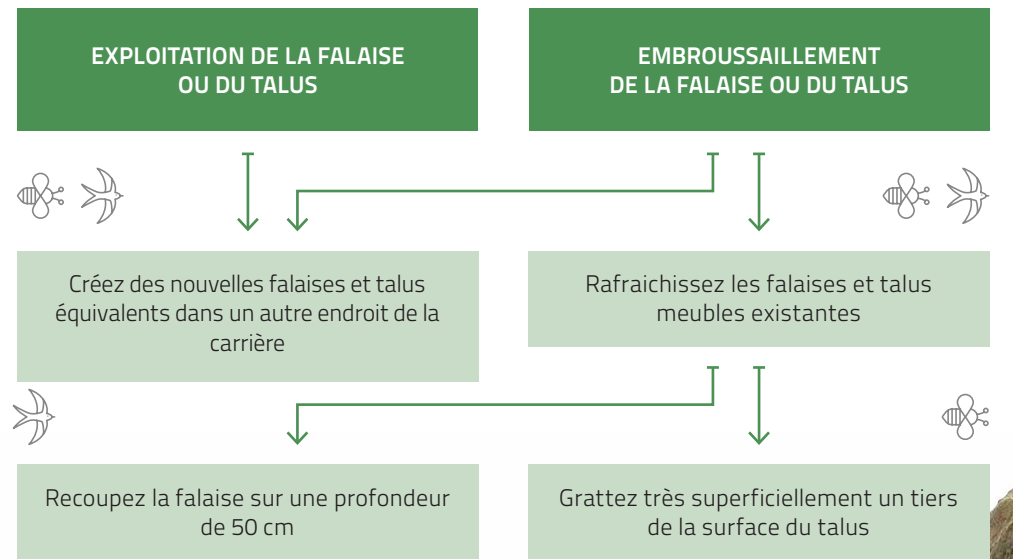 EXPLOITATION DE LA FALAISE
OU DU TALUS
EMBROUSSAILLEMENT
DE LA FALAISE OU DU TALUS
Créez des nouvelles falaises et talus
équivalents dans un autre endroit de la
carrière
Rafraichissez les falaises et talus
meubles existantes
Recoupez la falaise sur une profondeur
de 50 cm
Grattez très superficiellement un tiers
de la surface du talus